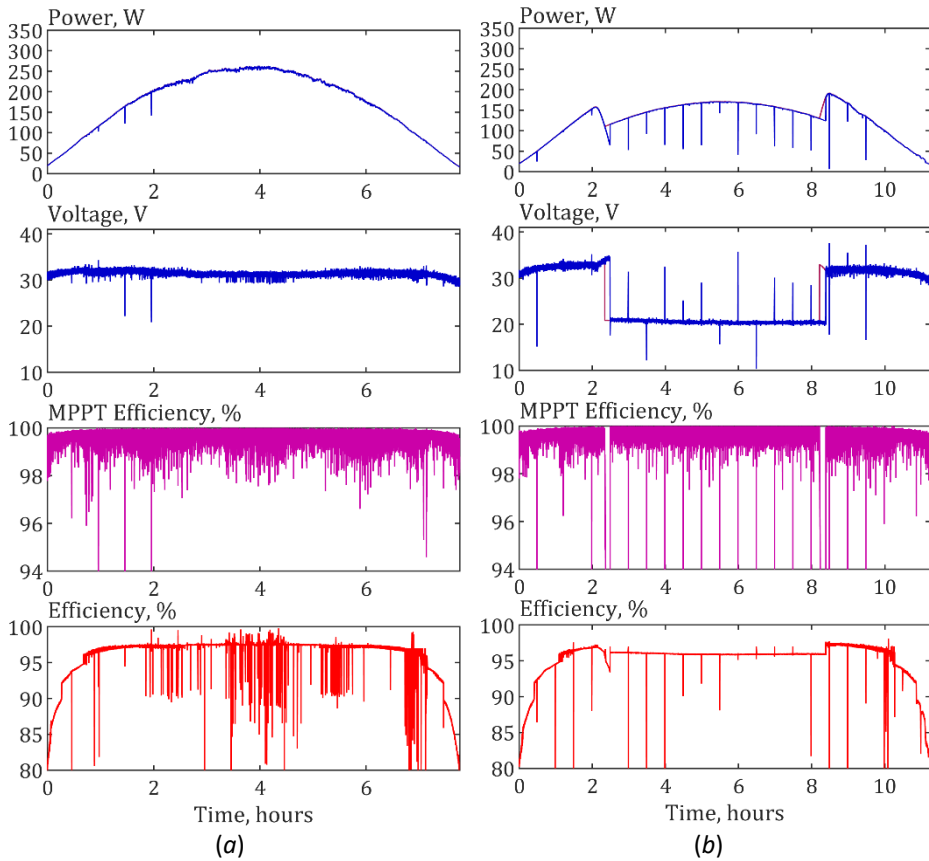 Power, W
350
300
250
200
150
100
50
0
0 2 4 6
Voltage, V
40
30
20
10
0 2 4 6
MPPT Efficiency, %
100
98
96
94
0 2 4 6
Efficiency, %
100
95
90
85
80
0 2 4 6
Time, hours
(a)
Power, W
350
300
250
200
150
100
50
0
0 2 4 6 8 10
Voltage, V
40
30
20
10
0 2 4 6 8 10
MPPT Efficiency, %
100
98
96
94
0 2 4 6 8 10
Efficiency, %
100
95
90
85
80
0 2 4 6 8 10
Time, hours
(b)